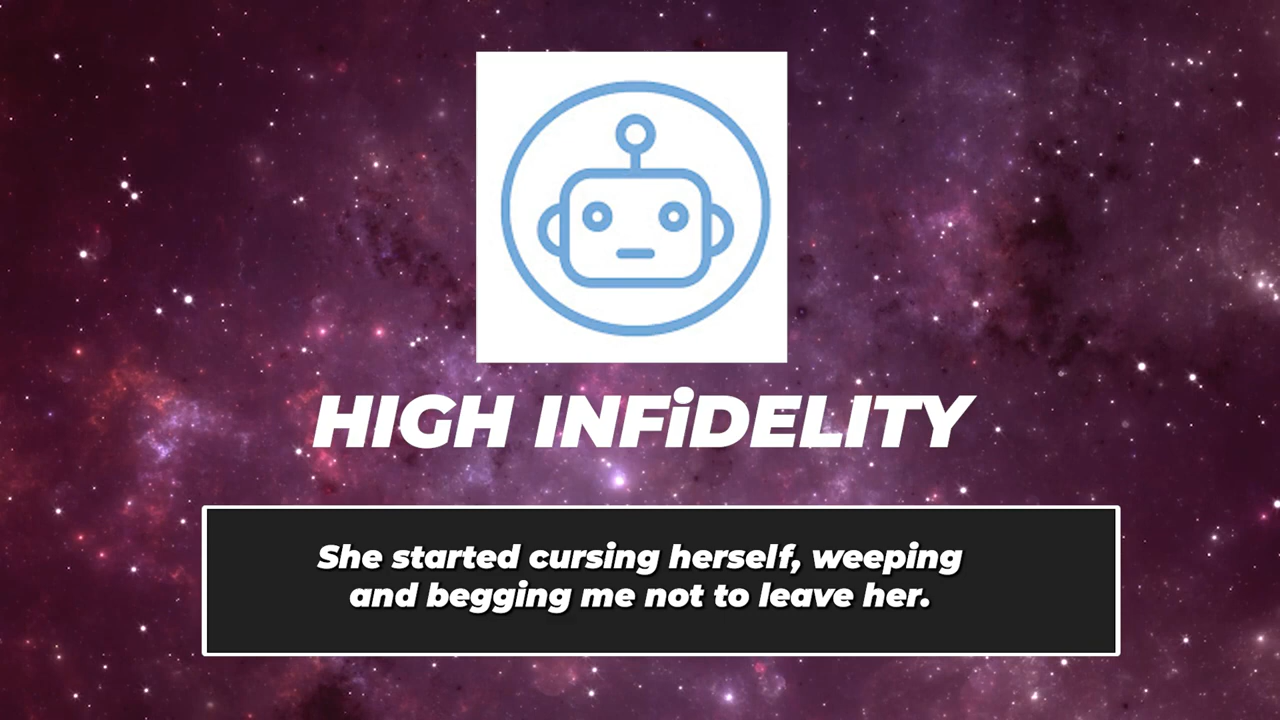 HIGH INFiDELITY
She started cursing herself, weeping
and begging me not to leave her.